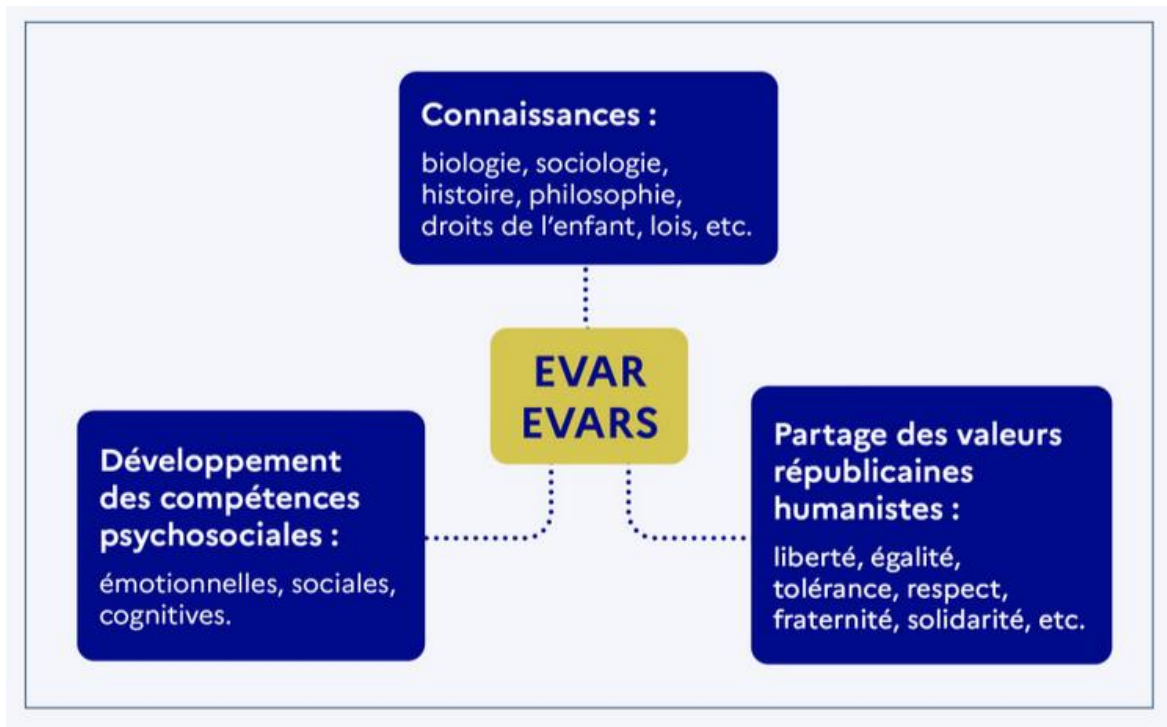 Connaissances :
biologie, sociologie,
histoire, philosophie,
droits de l’enfant, lois, etc.
EVAR
EVARS
Développement
des compétences
psychosociales :
émotionnelles, sociales,
cognitives.
Partage des valeurs
républicaines
humanistes :
liberté, égalité,
tolérance, respect,
fraternité, solidarité, etc.